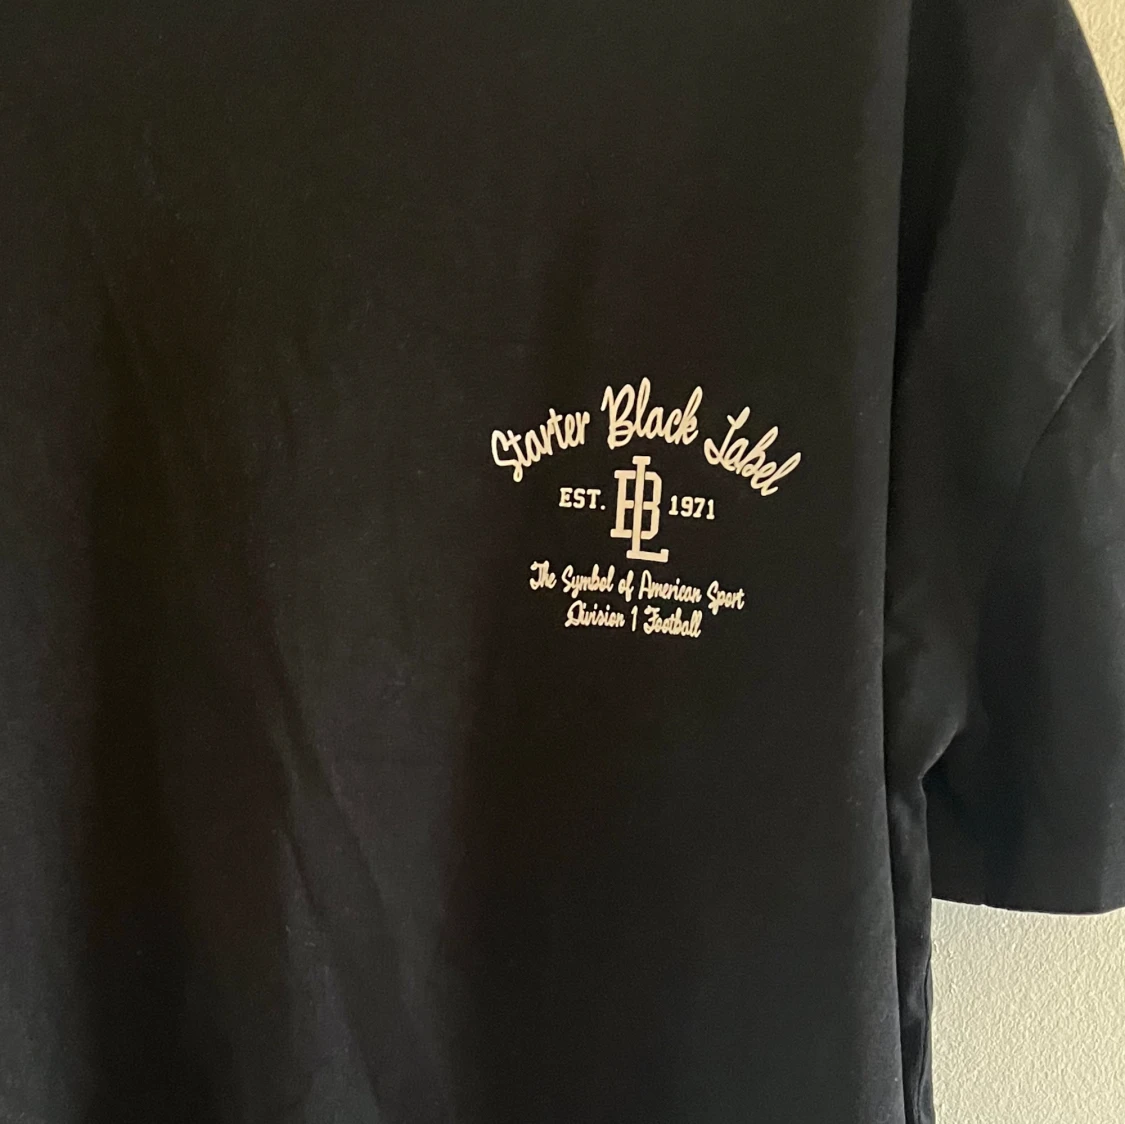 Starter Black Label
EST. BL 1971
The Symbol of American Sport
Division 1 Football